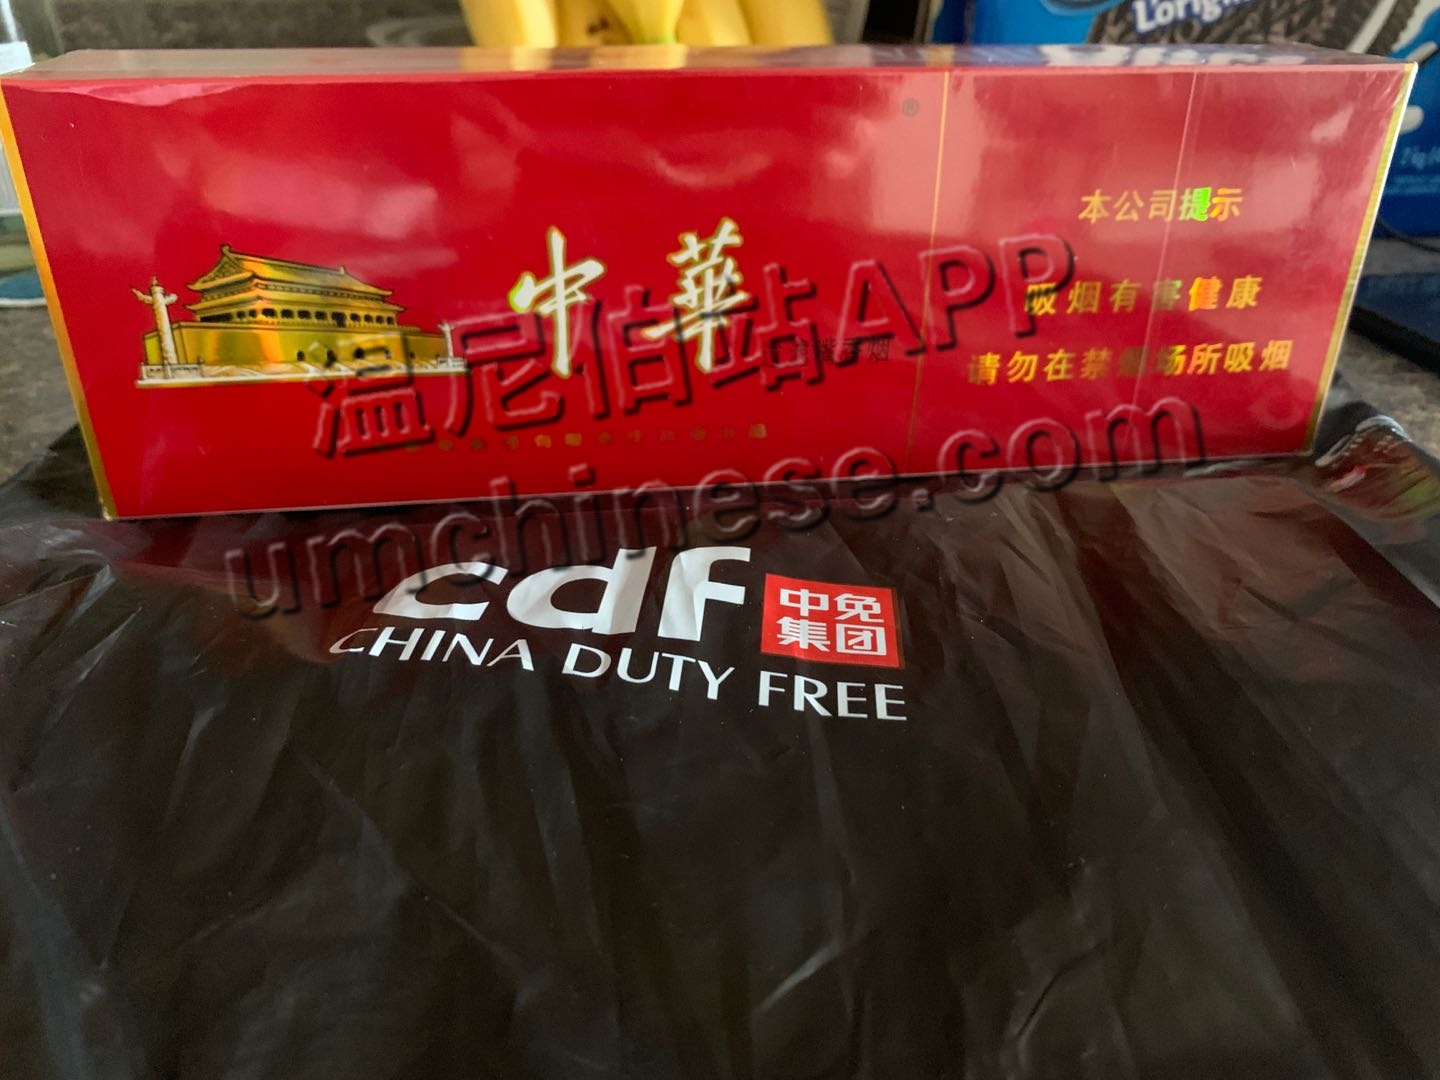 L'orig
®
中華
本公司提示
吸烟有害健康
请勿在禁烟场所吸烟
温尼伯站APP
umchinese.com
cdf 中免集团
CHINA DUTY FREE